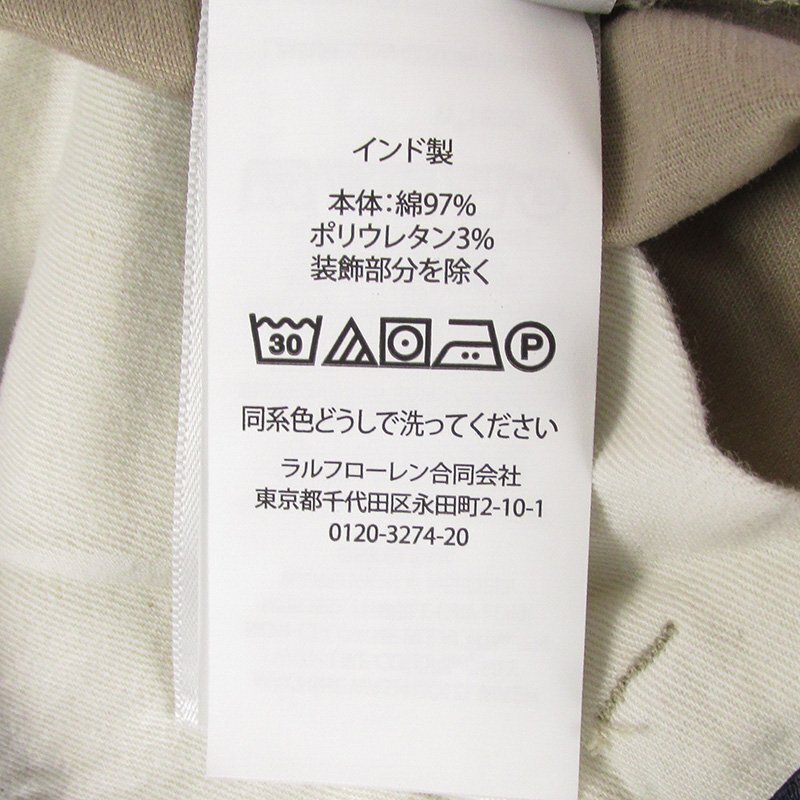 インド製
本体：綿97%
ポリウレタン3%
装飾部分を除く
30 P
同系色どうしで洗ってください
ラルフローレン合同会社
東京都千代田区永田町2-10-1
0120-3274-20